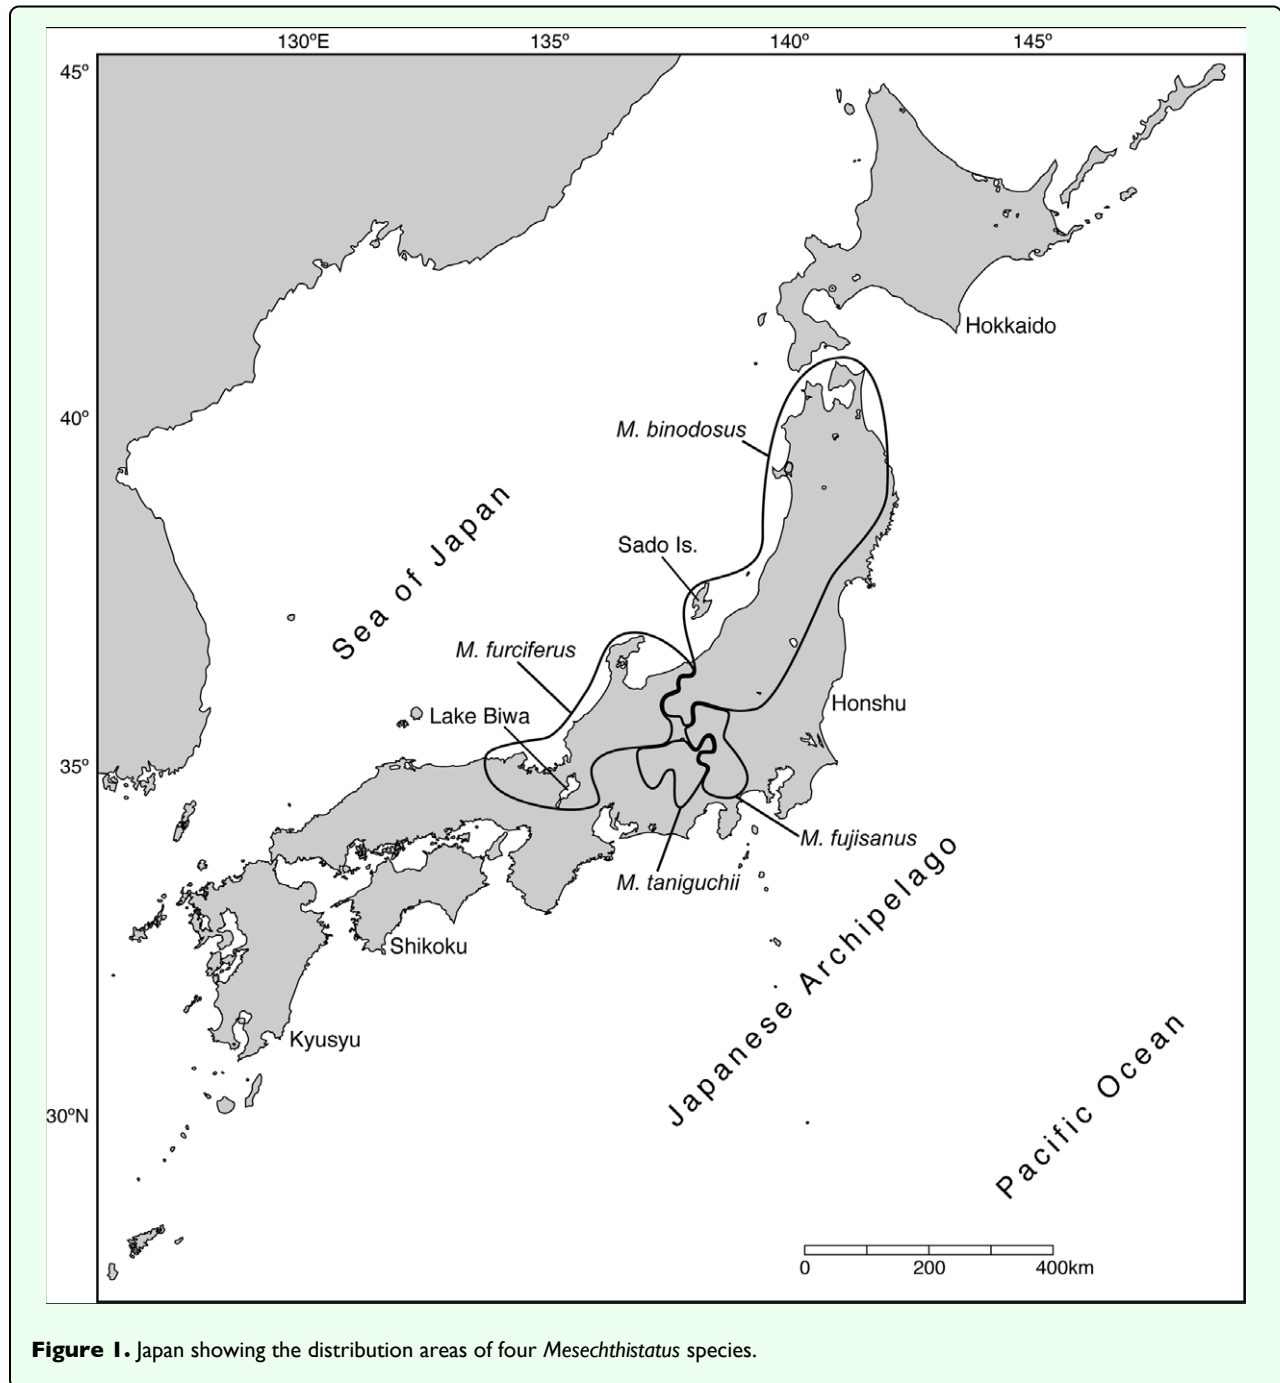 130°E 135° 140° 145°
45°
Hokkaido
40°
M. binodosus
Sea of Japan
Sado Is.
M. furciferus
Lake Biwa
Honshu
35°
M. fujisanus
M. taniguchii
Japanese Archipelago
Shikoku
Kyusyu
Pacific Ocean
30°N
0 200 400km
Figure 1. Japan showing the distribution areas of four Mesechthistatus species.